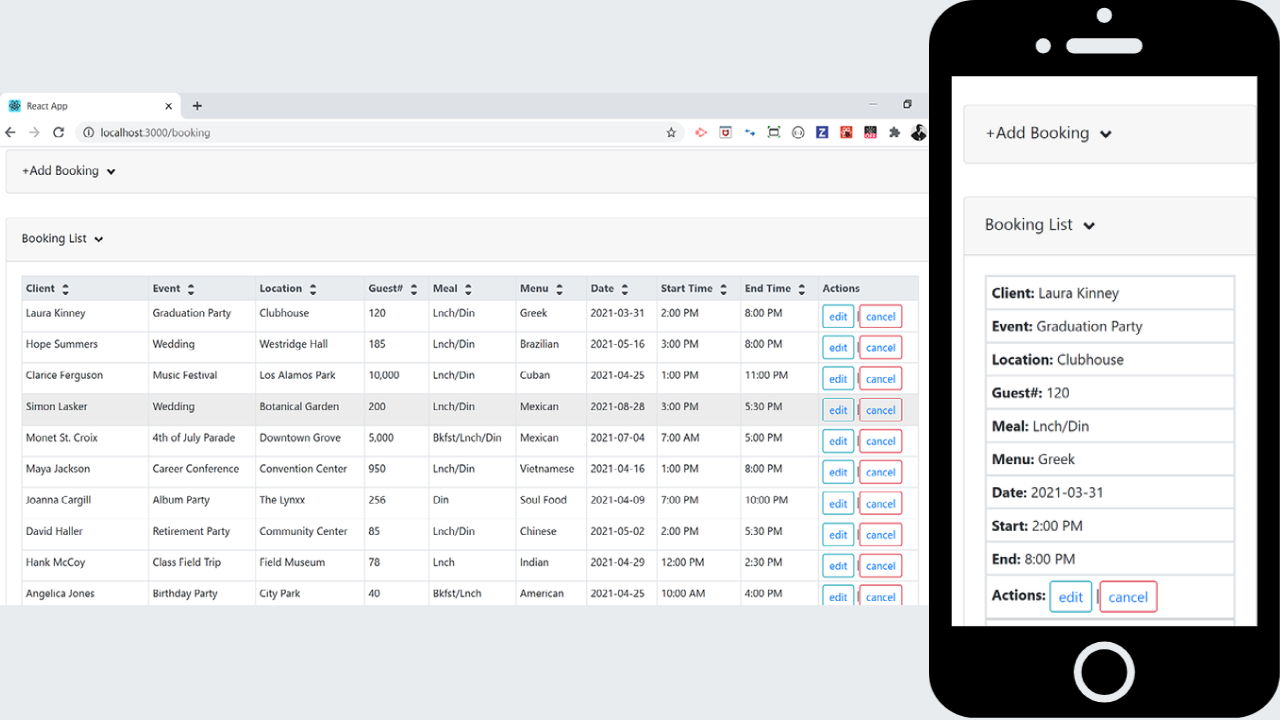 React App
localhost:3000/booking
+Add Booking
Booking List
Client Event Location Guest# Meal Menu Date Start Time End Time Actions
Laura Kinney Graduation Party Clubhouse 120 Lnch/Din Greek 2021-03-31 2:00 PM 8:00 PM edit | cancel
Hope Summers Wedding Westridge Hall 185 Lnch/Din Brazilian 2021-05-16 3:00 PM 8:00 PM edit | cancel
Clarice Ferguson Music Festival Los Alamos Park 10,000 Lnch/Din Cuban 2021-04-25 1:00 PM 11:00 PM edit | cancel
Simon Lasker Wedding Botanical Garden 200 Lnch/Din Mexican 2021-08-28 3:00 PM 5:30 PM edit | cancel
Monet St. Croix 4th of July Parade Downtown Grove 5,000 Bkfst/Lnch/Din Mexican 2021-07-04 7:00 AM 5:00 PM edit | cancel
Maya Jackson Career Conference Convention Center 950 Lnch/Din Vietnamese 2021-04-16 1:00 PM 8:00 PM edit | cancel
Joanna Cargill Album Party The Lynxx 256 Din Soul Food 2021-04-09 7:00 PM 10:00 PM edit | cancel
David Haller Retirement Party Community Center 85 Lnch/Din Chinese 2021-05-02 2:00 PM 5:30 PM edit | cancel
Hank McCoy Class Field Trip Field Museum 78 Lnch Indian 2021-04-29 12:00 PM 2:30 PM edit | cancel
Angelica Jones Birthday Party City Park 40 Bkfst/Lnch American 2021-04-25 10:00 AM 4:00 PM edit | cancel
+Add Booking
Booking List
Client: Laura Kinney
Event: Graduation Party
Location: Clubhouse
Guest#: 120
Meal: Lnch/Din
Menu: Greek
Date: 2021-03-31
Start: 2:00 PM
End: 8:00 PM
Actions: edit | cancel